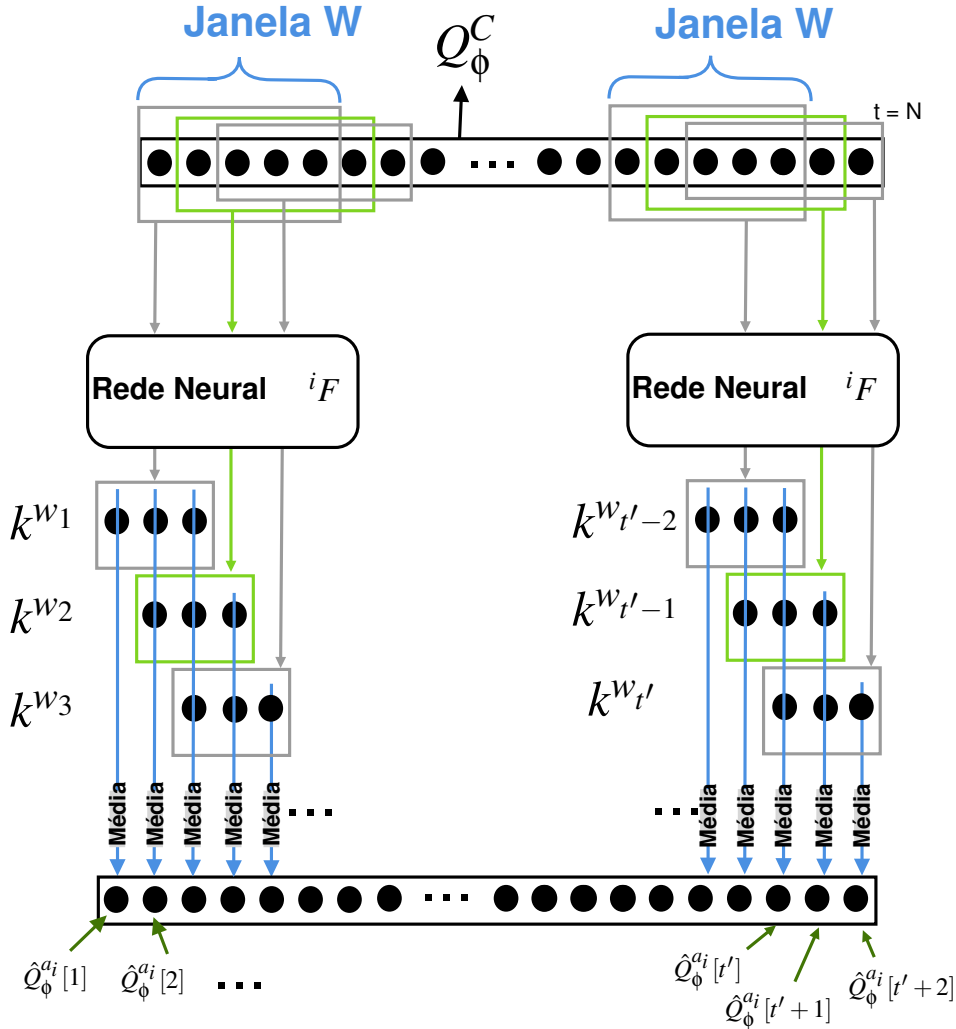 Janela W
Janela W
Q^C_ϕ
t = N
...
Rede Neural ^iF
Rede Neural ^iF
k^{w_1}
k^{w_{t'-2}}
k^{w_2}
k^{w_{t'-1}}
k^{w_3}
k^{w_{t'}}
Média Média Média Média Média ... ... Média Média Média Média Média
...
Q̂^{a_i}_ϕ[1]
Q̂^{a_i}_ϕ[2]
...
Q̂^{a_i}_ϕ[t']
Q̂^{a_i}_ϕ[t'+1]
Q̂^{a_i}_ϕ[t'+2]